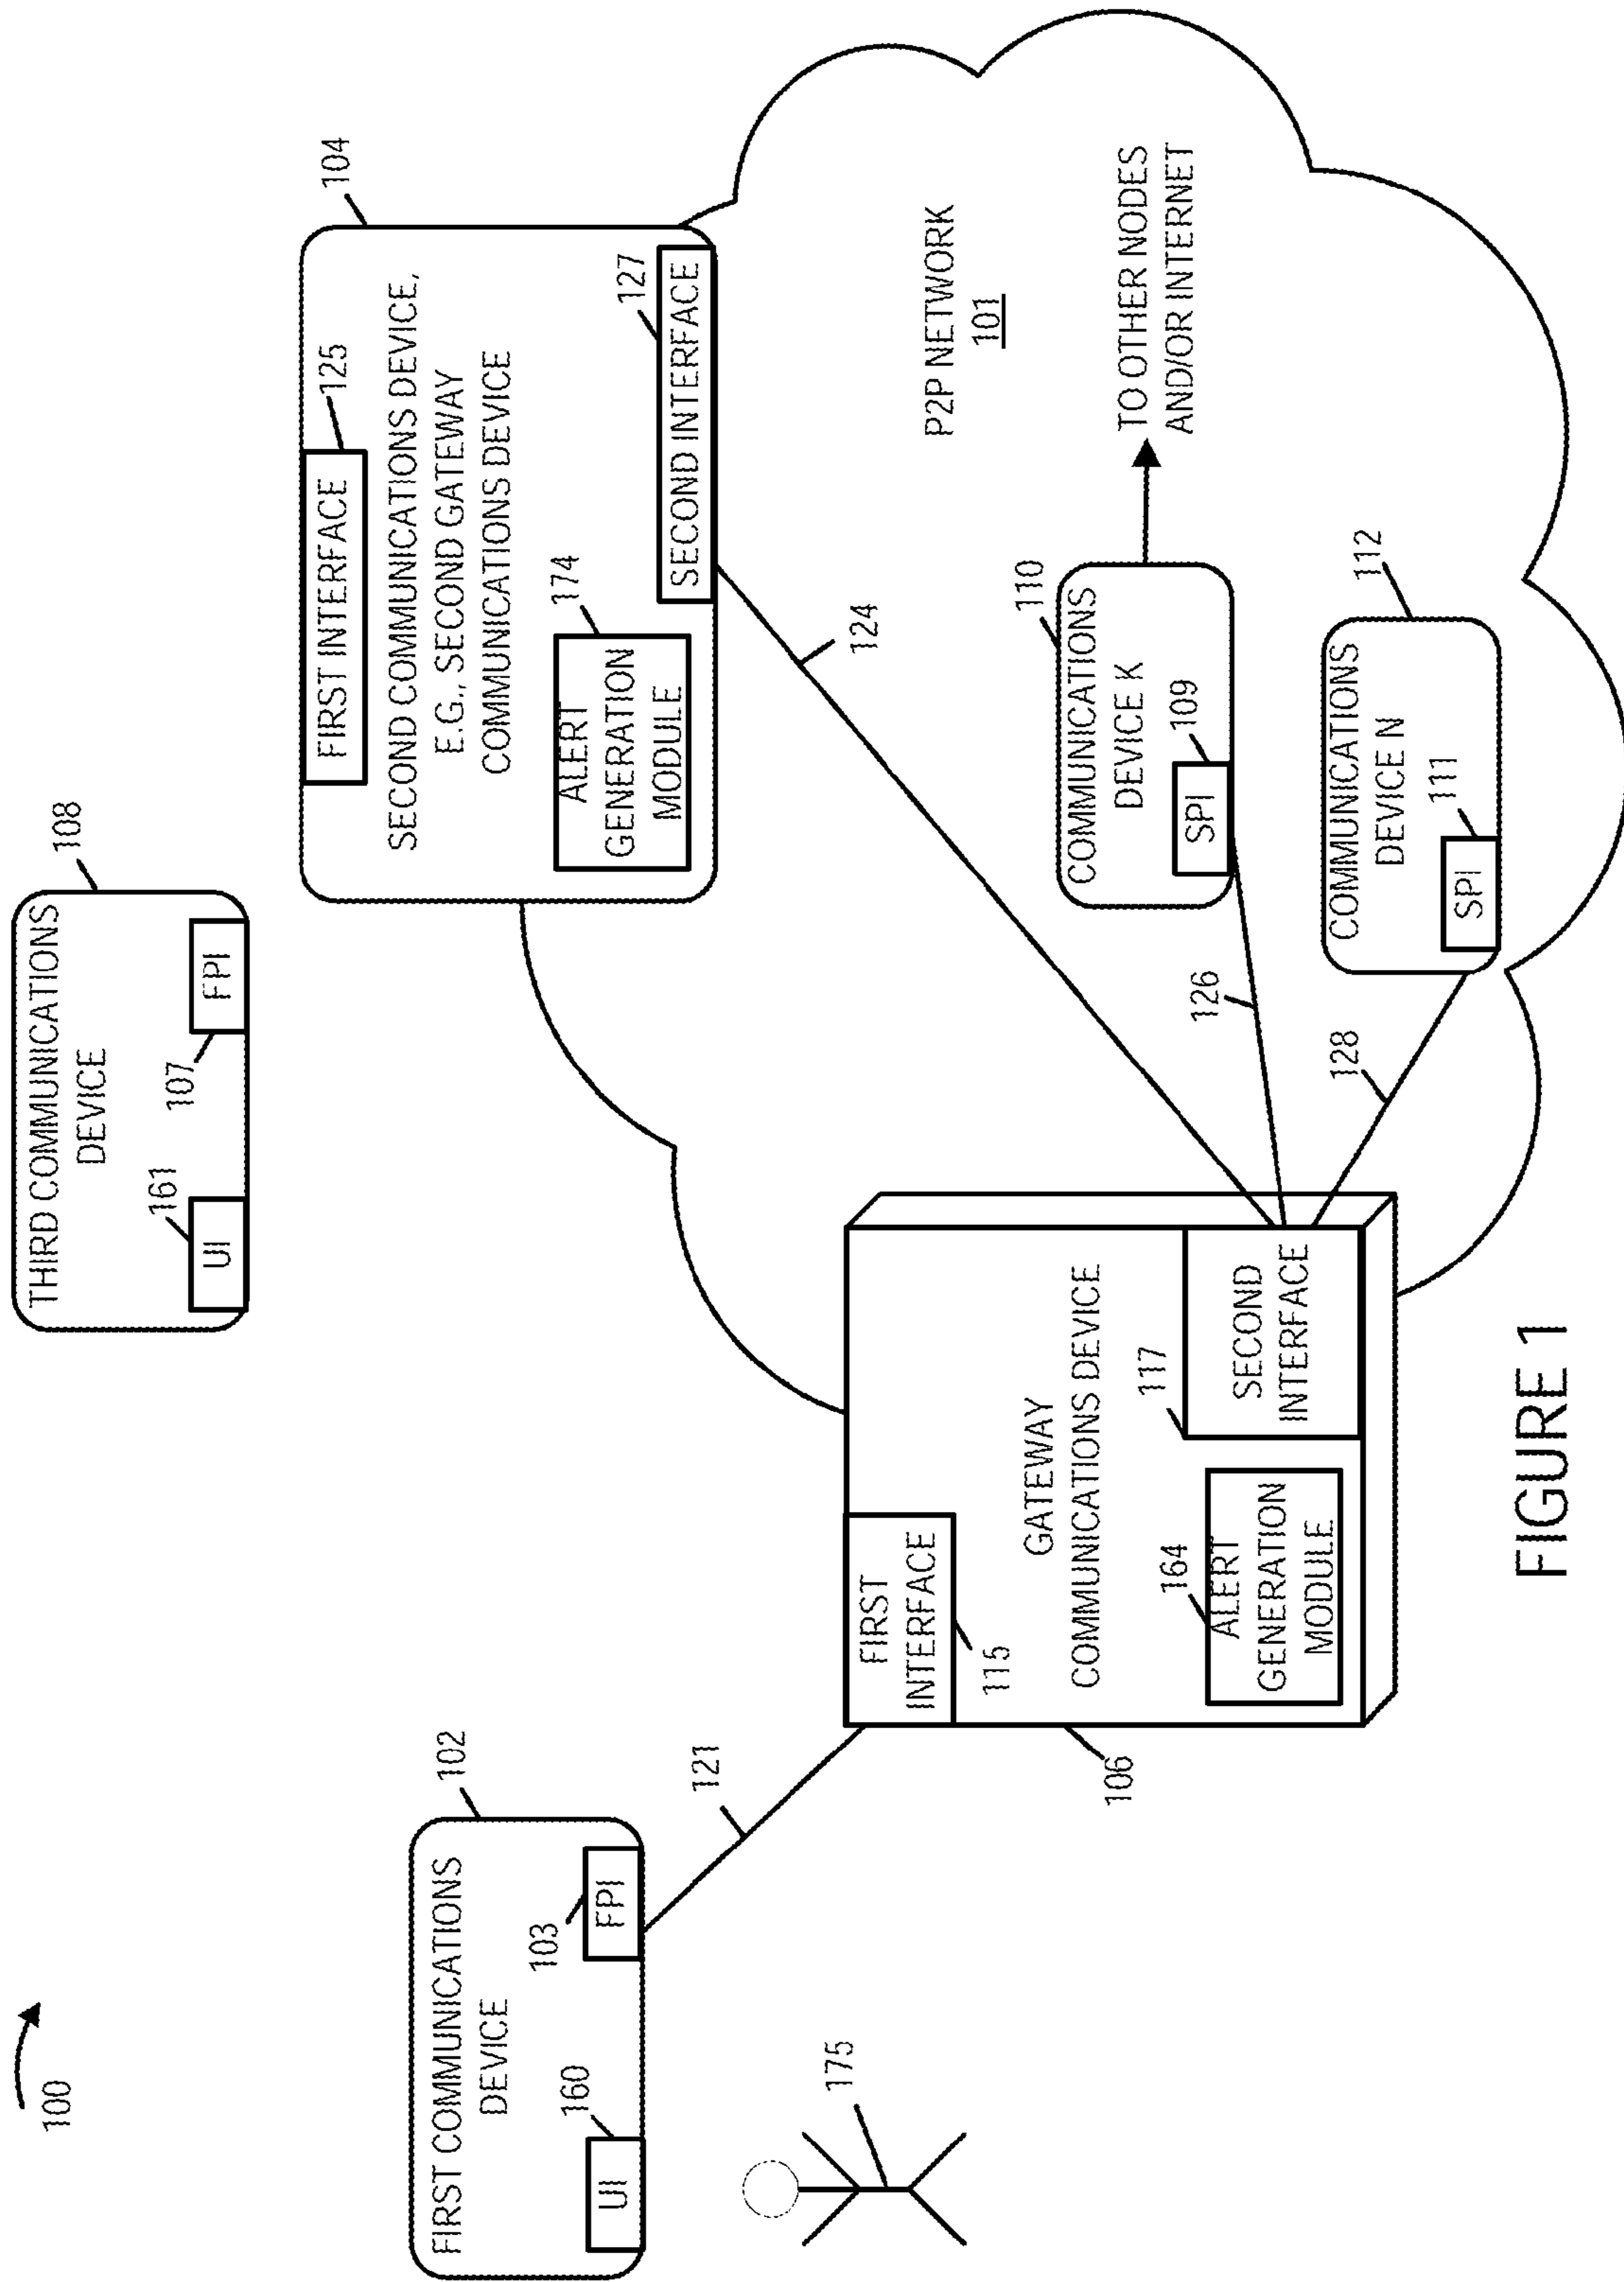 100
THIRD COMMUNICATIONS
DEVICE
108
UI
161
FPI
107
FIRST COMMUNICATIONS
DEVICE
102
UI
160
FPI
103
175
121
104
FIRST INTERFACE
125
SECOND COMMUNICATIONS DEVICE,
E.G., SECOND GATEWAY
COMMUNICATIONS DEVICE
ALERT
GENERATION
MODULE
174
SECOND INTERFACE
127
FIRST
INTERFACE
115
GATEWAY
COMMUNICATIONS DEVICE
106
164
ALERT
GENERATION
MODULE
117
SECOND
INTERFACE
124
126
128
P2P NETWORK
101
COMMUNICATIONS
DEVICE K
110
SPI
109
TO OTHER NODES
AND/OR INTERNET
COMMUNICATIONS
DEVICE N
112
SPI
111
FIGURE 1